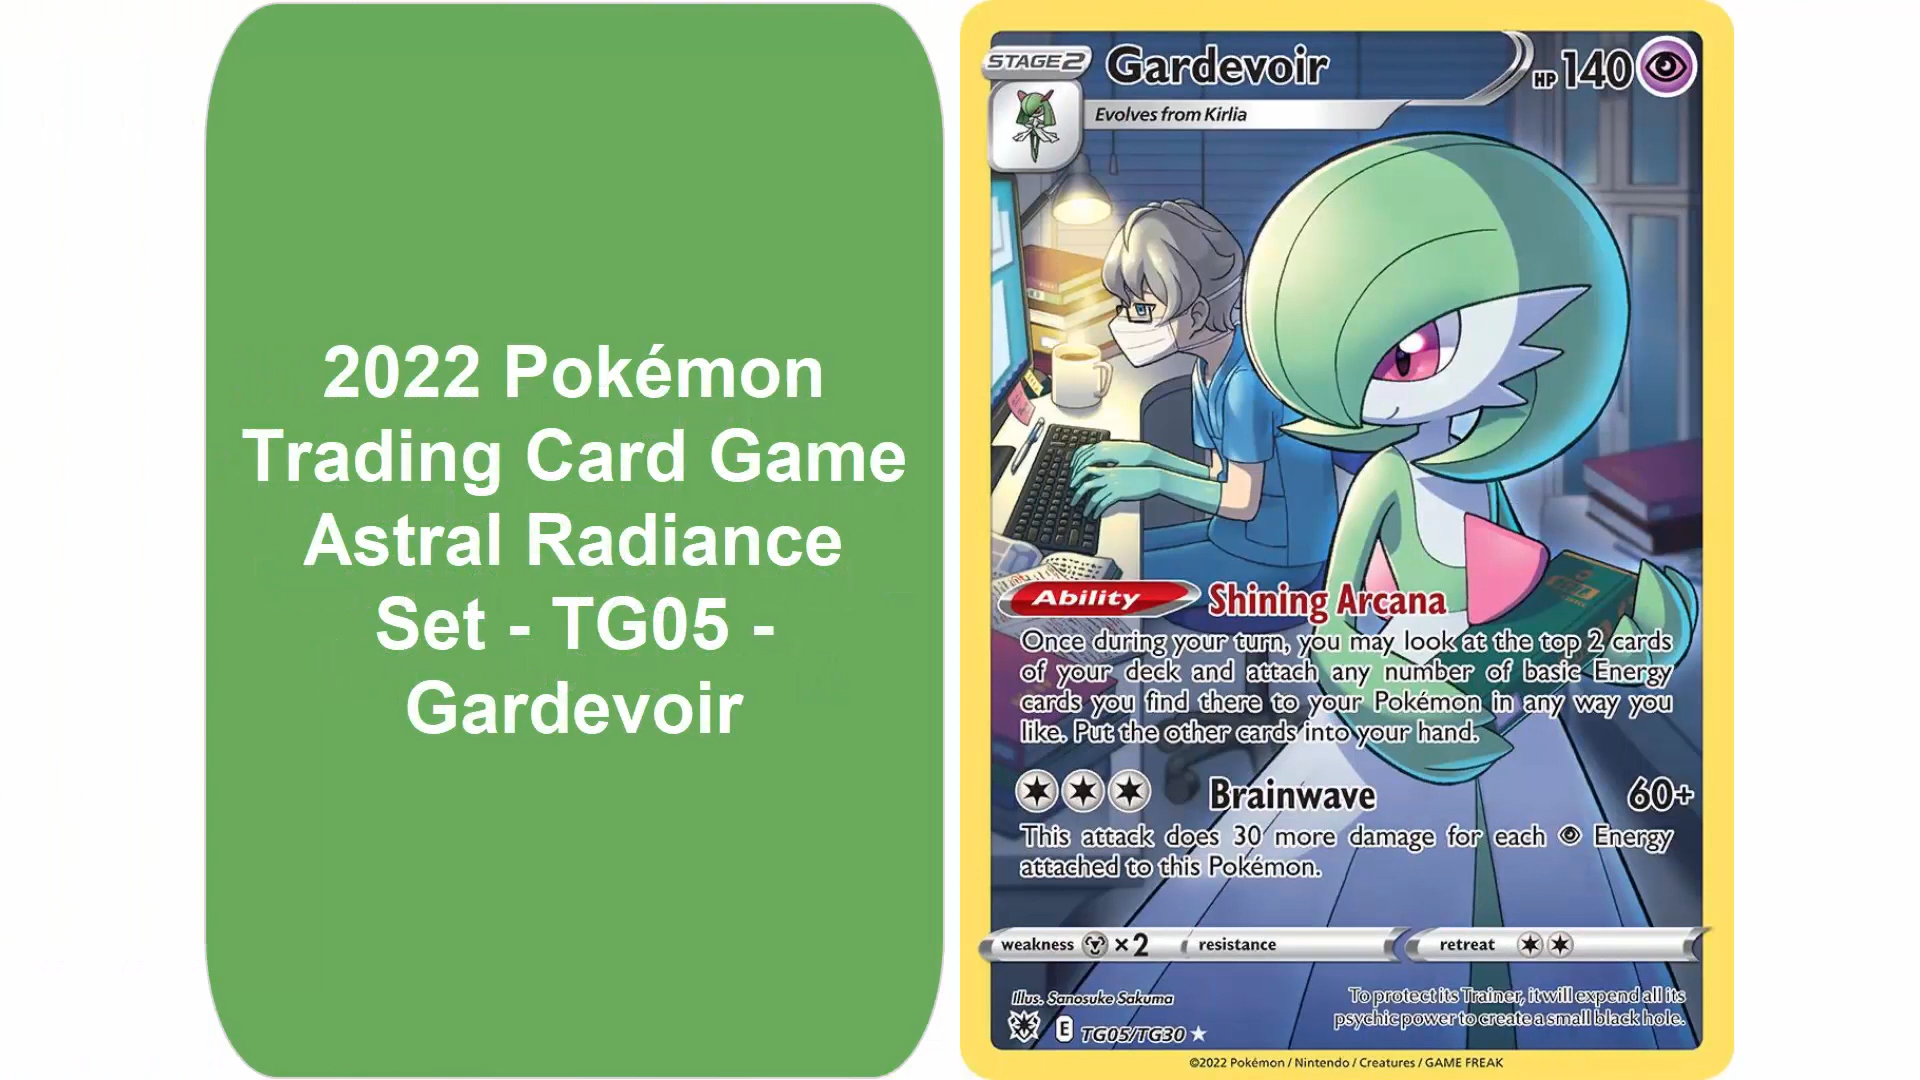 2022 Pokémon
Trading Card Game
Astral Radiance
Set - TG05 -
Gardevoir
STAGE2
Gardevoir
HP 140
Evolves from Kirlia
Ability
Shining Arcana
Once during your turn, you may look at the top 2 cards
of your deck and attach any number of basic Energy
cards you find there to your Pokémon in any way you
like. Put the other cards into your hand.
Brainwave 60+
This attack does 30 more damage for each Energy
attached to this Pokémon.
weakness ×2 resistance retreat
Illus. Sanosuke Sakuma
E TG05/TG30
To protect its Trainer, it will expend all its
psychic power to create a small black hole.
©2022 Pokémon / Nintendo / Creatures / GAME FREAK